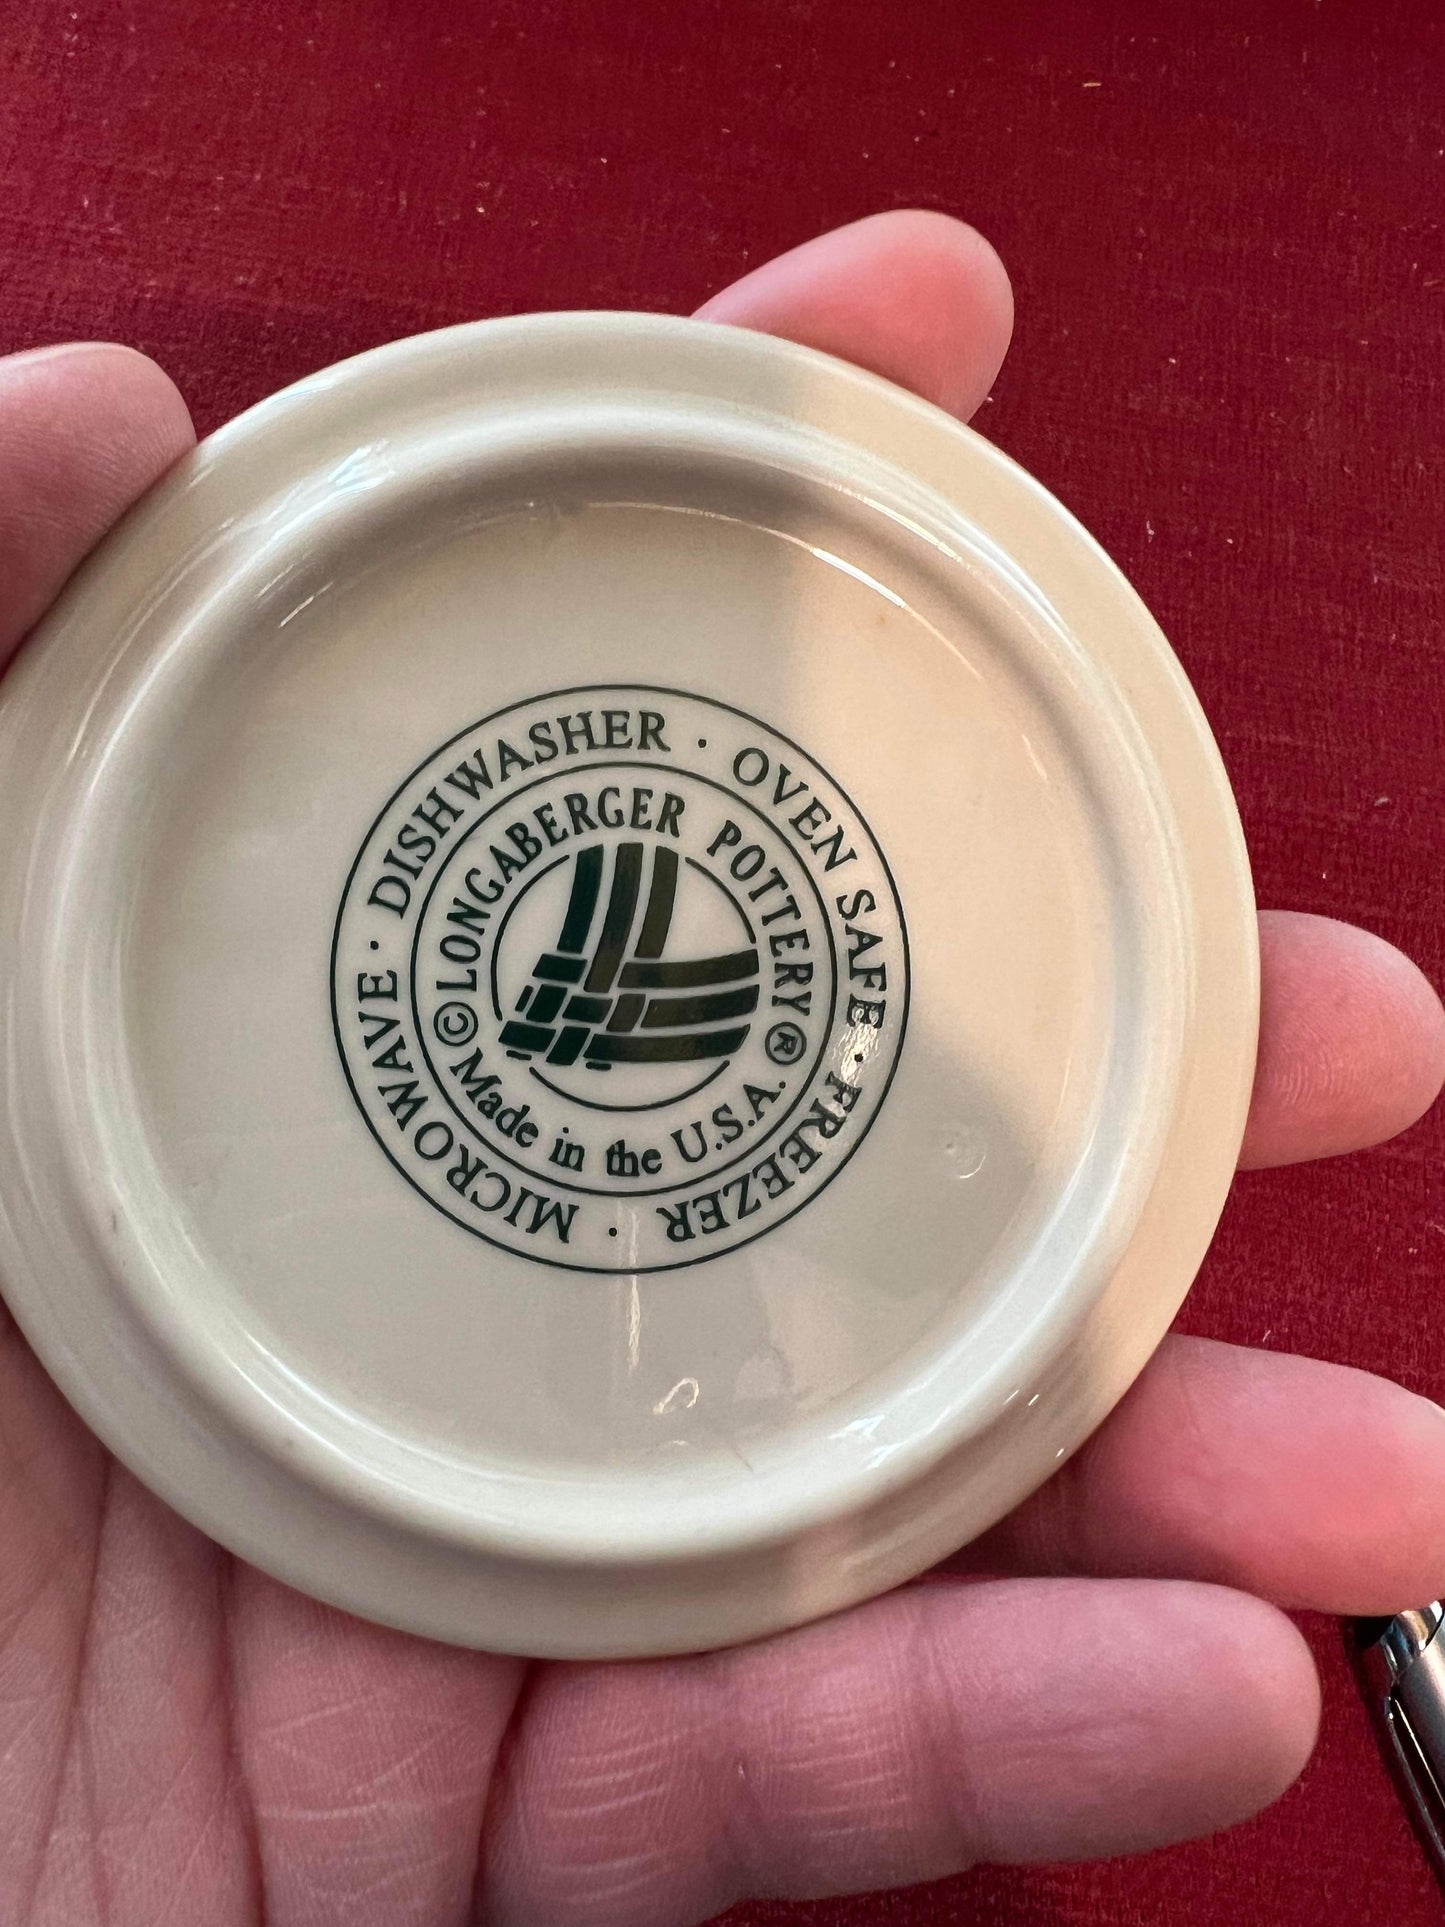 MICROWAVE · DISHWASHER · OVEN SAFE · FREEZER ·
©LONGABERGER POTTERY®
Made in the U.S.A.